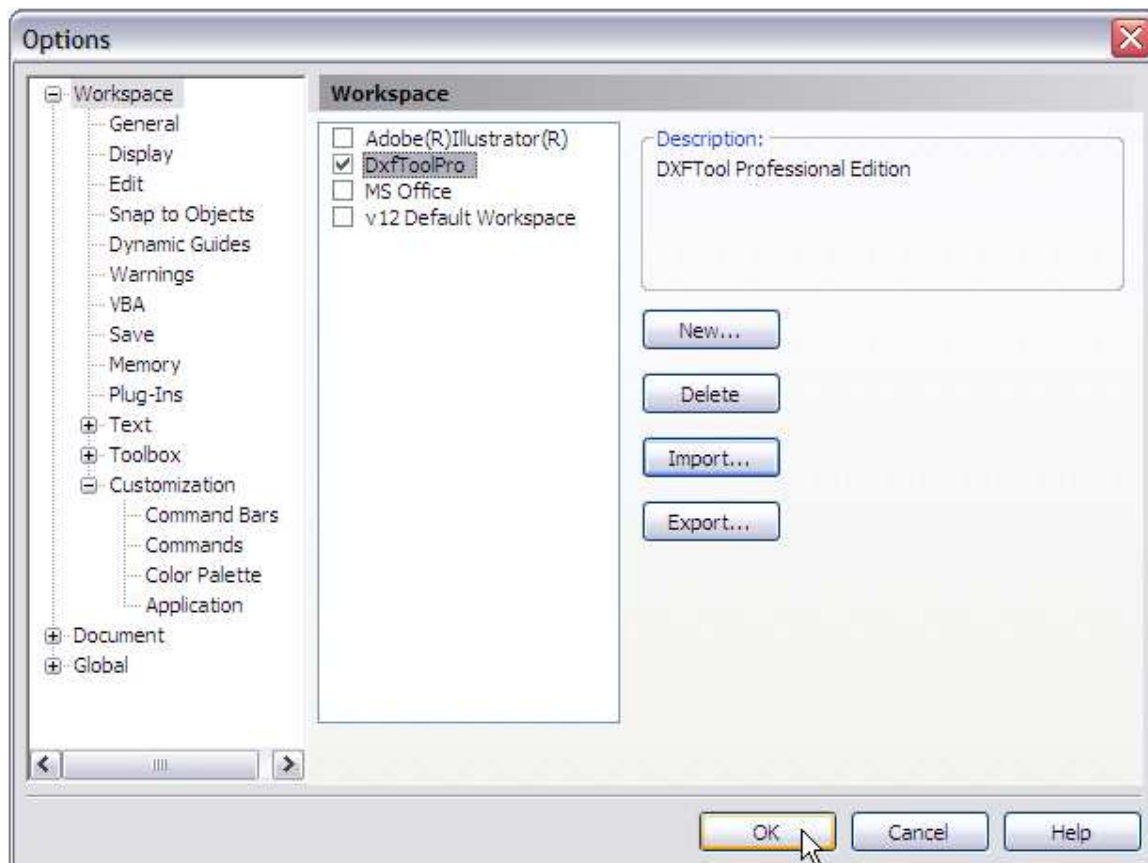 Options
Workspace
General
Display
Edit
Snap to Objects
Dynamic Guides
Warnings
VBA
Save
Memory
Plug-Ins
Text
Toolbox
Customization
Command Bars
Commands
Color Palette
Application
Document
Global
Workspace
Adobe(R)Illustrator(R)
DxfToolPro
MS Office
v12 Default Workspace
Description:
DXFTool Professional Edition
New...
Delete
Import...
Export...
OK
Cancel
Help